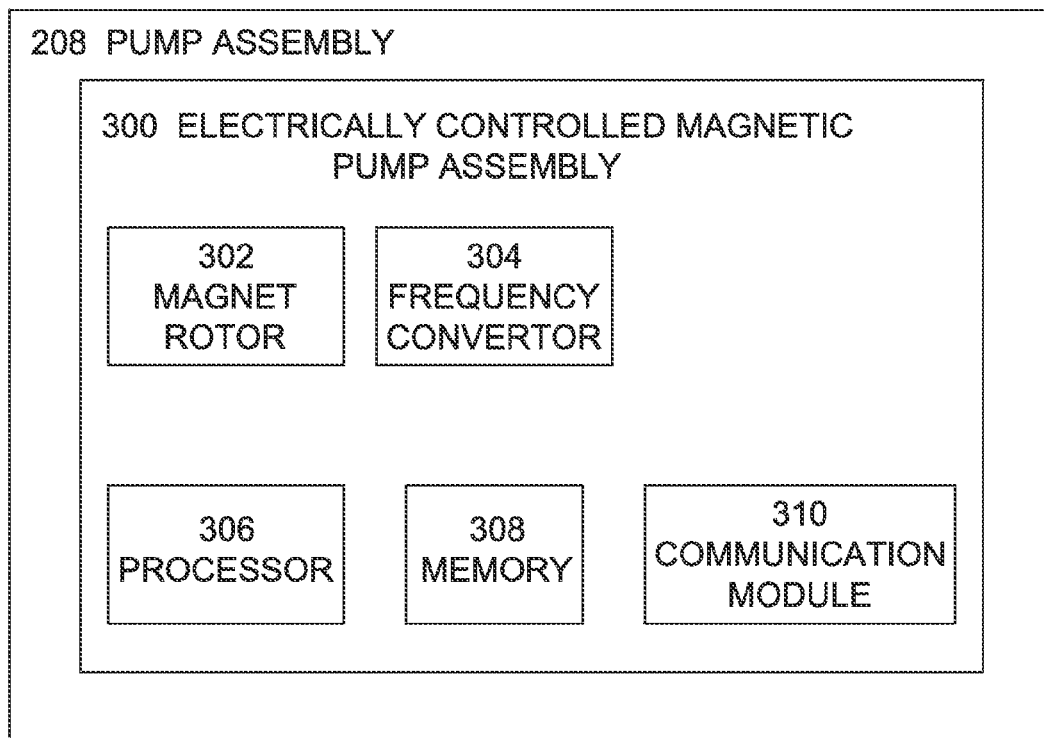 208 PUMP ASSEMBLY
300 ELECTRICALLY CONTROLLED MAGNETIC
PUMP ASSEMBLY
302
MAGNET
ROTOR
304
FREQUENCY
CONVERTOR
306
PROCESSOR
308
MEMORY
310
COMMUNICATION
MODULE